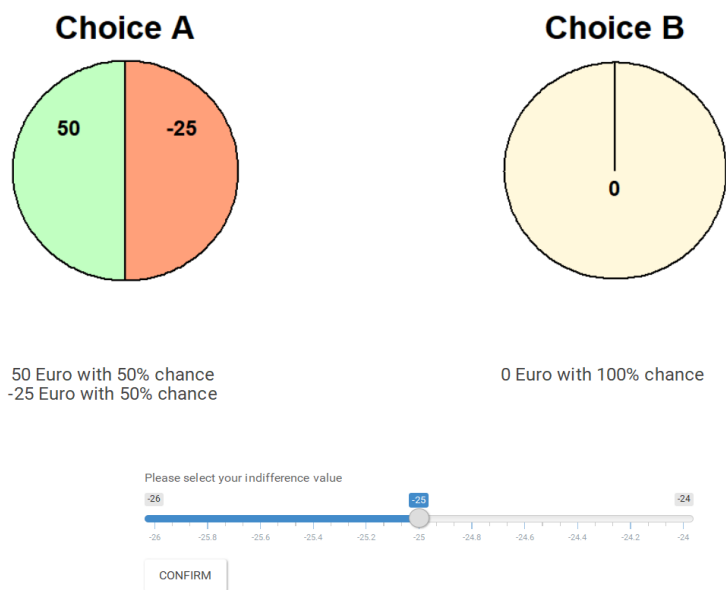 Choice A
Choice B
50
-25
0
50 Euro with 50% chance
-25 Euro with 50% chance
0 Euro with 100% chance
Please select your indifference value
-26
-25
-24
-26 -25.8 -25.6 -25.4 -25.2 -25 -24.8 -24.6 -24.4 -24.2 -24
CONFIRM